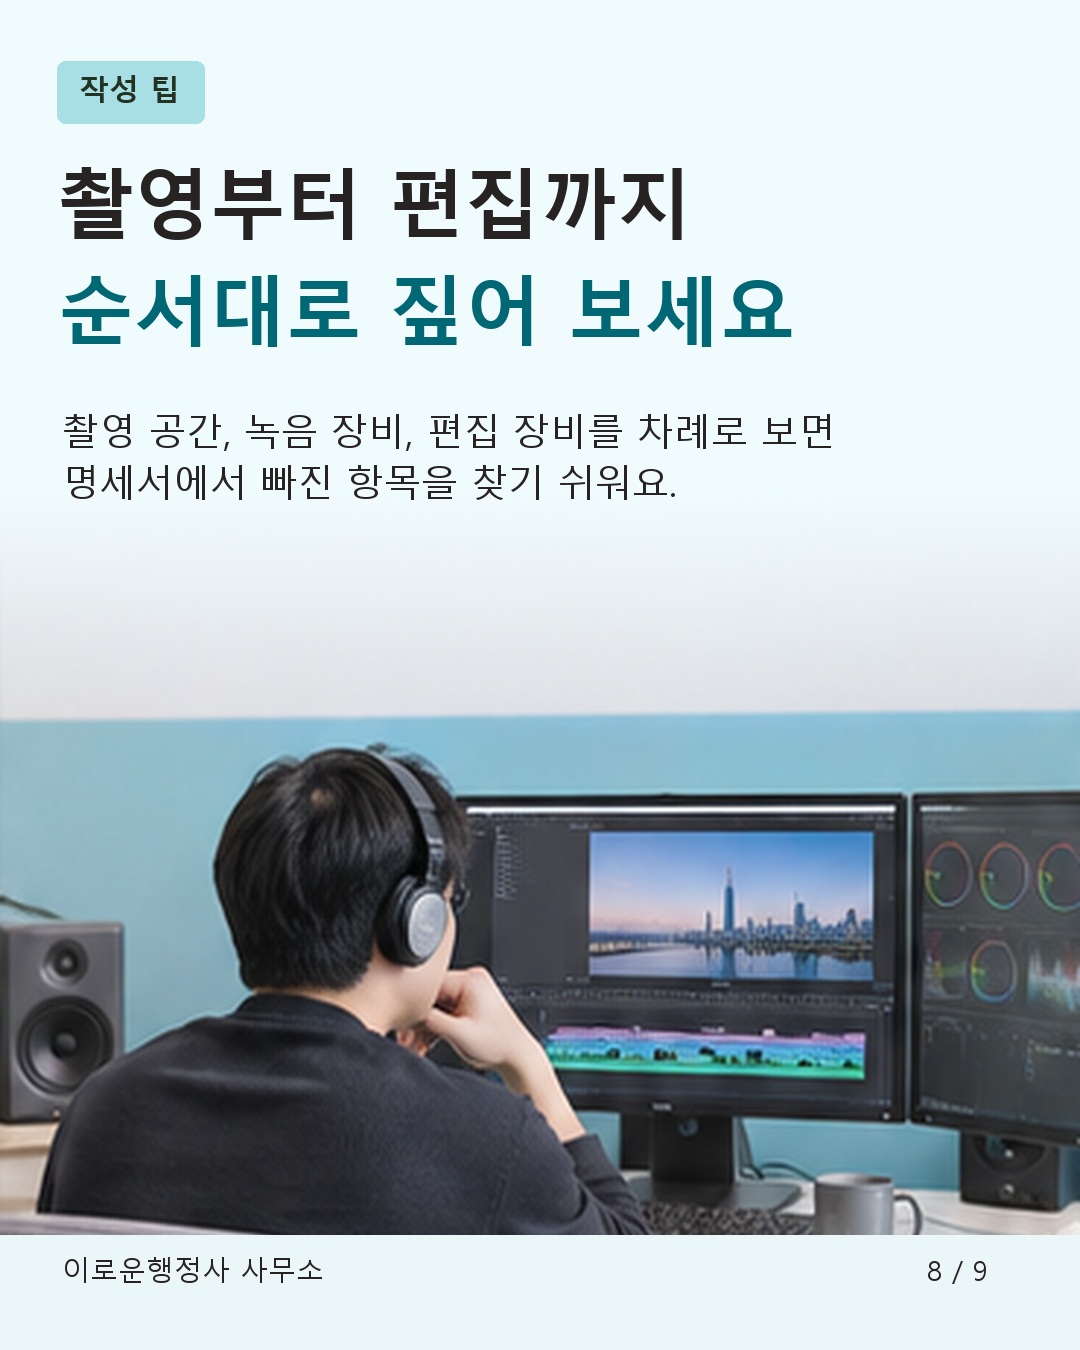 작성 팁
촬영부터 편집까지
순서대로 짚어 보세요
촬영 공간, 녹음 장비, 편집 장비를 차례로 보면
명세서에서 빠진 항목을 찾기 쉬워요.
이로운행정사 사무소
8 / 9